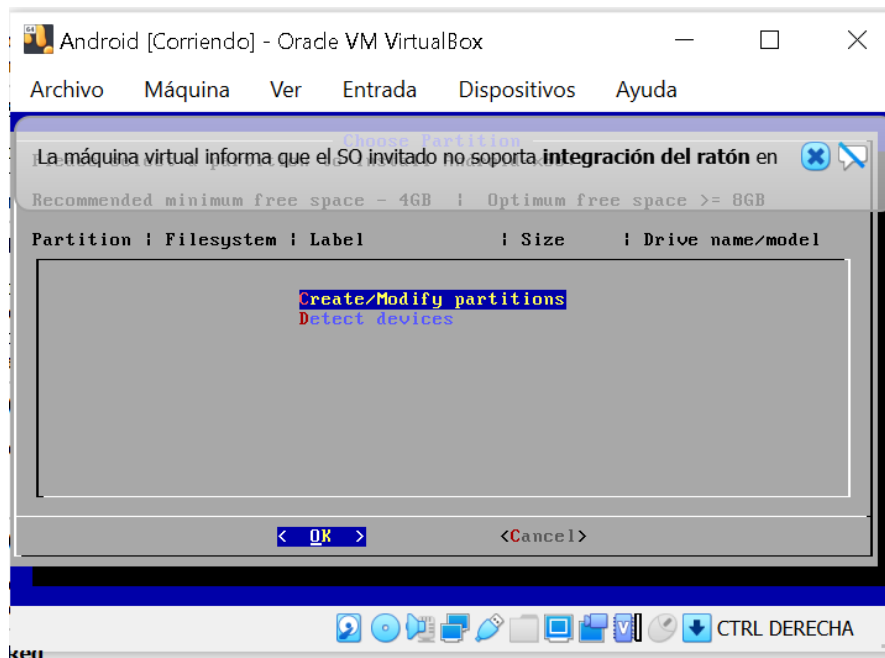 Android [Corriendo] - Oracle VM VirtualBox
Archivo Máquina Ver Entrada Dispositivos Ayuda
Choose Partition
La máquina virtual informa que el SO invitado no soporta integración del ratón en
Recommended minimum free space - 4GB | Optimum free space >= 8GB
Partition | Filesystem | Label | Size | Drive name/model
Create/Modify partitions
Detect devices
< OK > <Cancel>
CTRL DERECHA